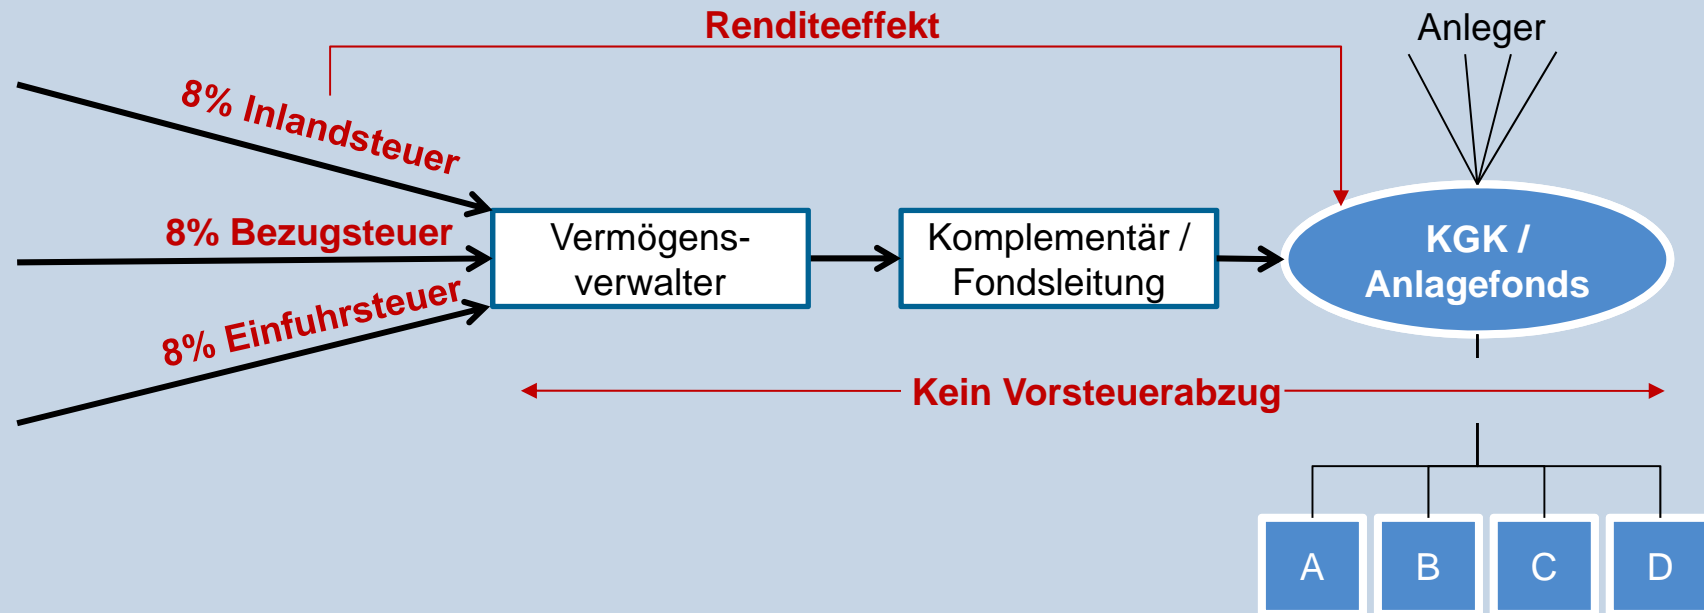 Renditeeffekt
Anleger
8% Inlandsteuer
8% Bezugsteuer
8% Einfuhrsteuer
Vermögens-
verwalter
Komplementär /
Fondsleitung
KGK /
Anlagefonds
Kein Vorsteuerabzug
A
B
C
D